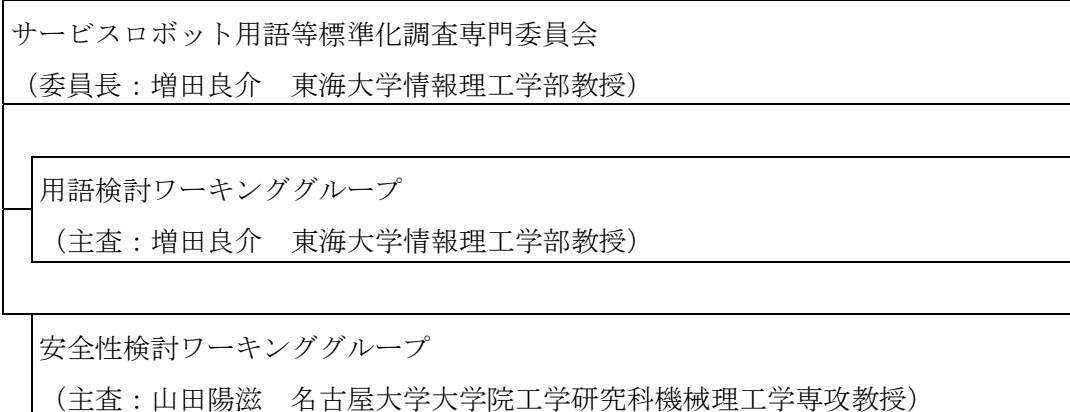 サービスロボット用語等標準化調査専門委員会
（委員長：増田良介　東海大学情報理工学部教授）
用語検討ワーキンググループ
（主査：増田良介　東海大学情報理工学部教授）
安全性検討ワーキンググループ
（主査：山田陽滋　名古屋大学大学院工学研究科機械理工学専攻教授）